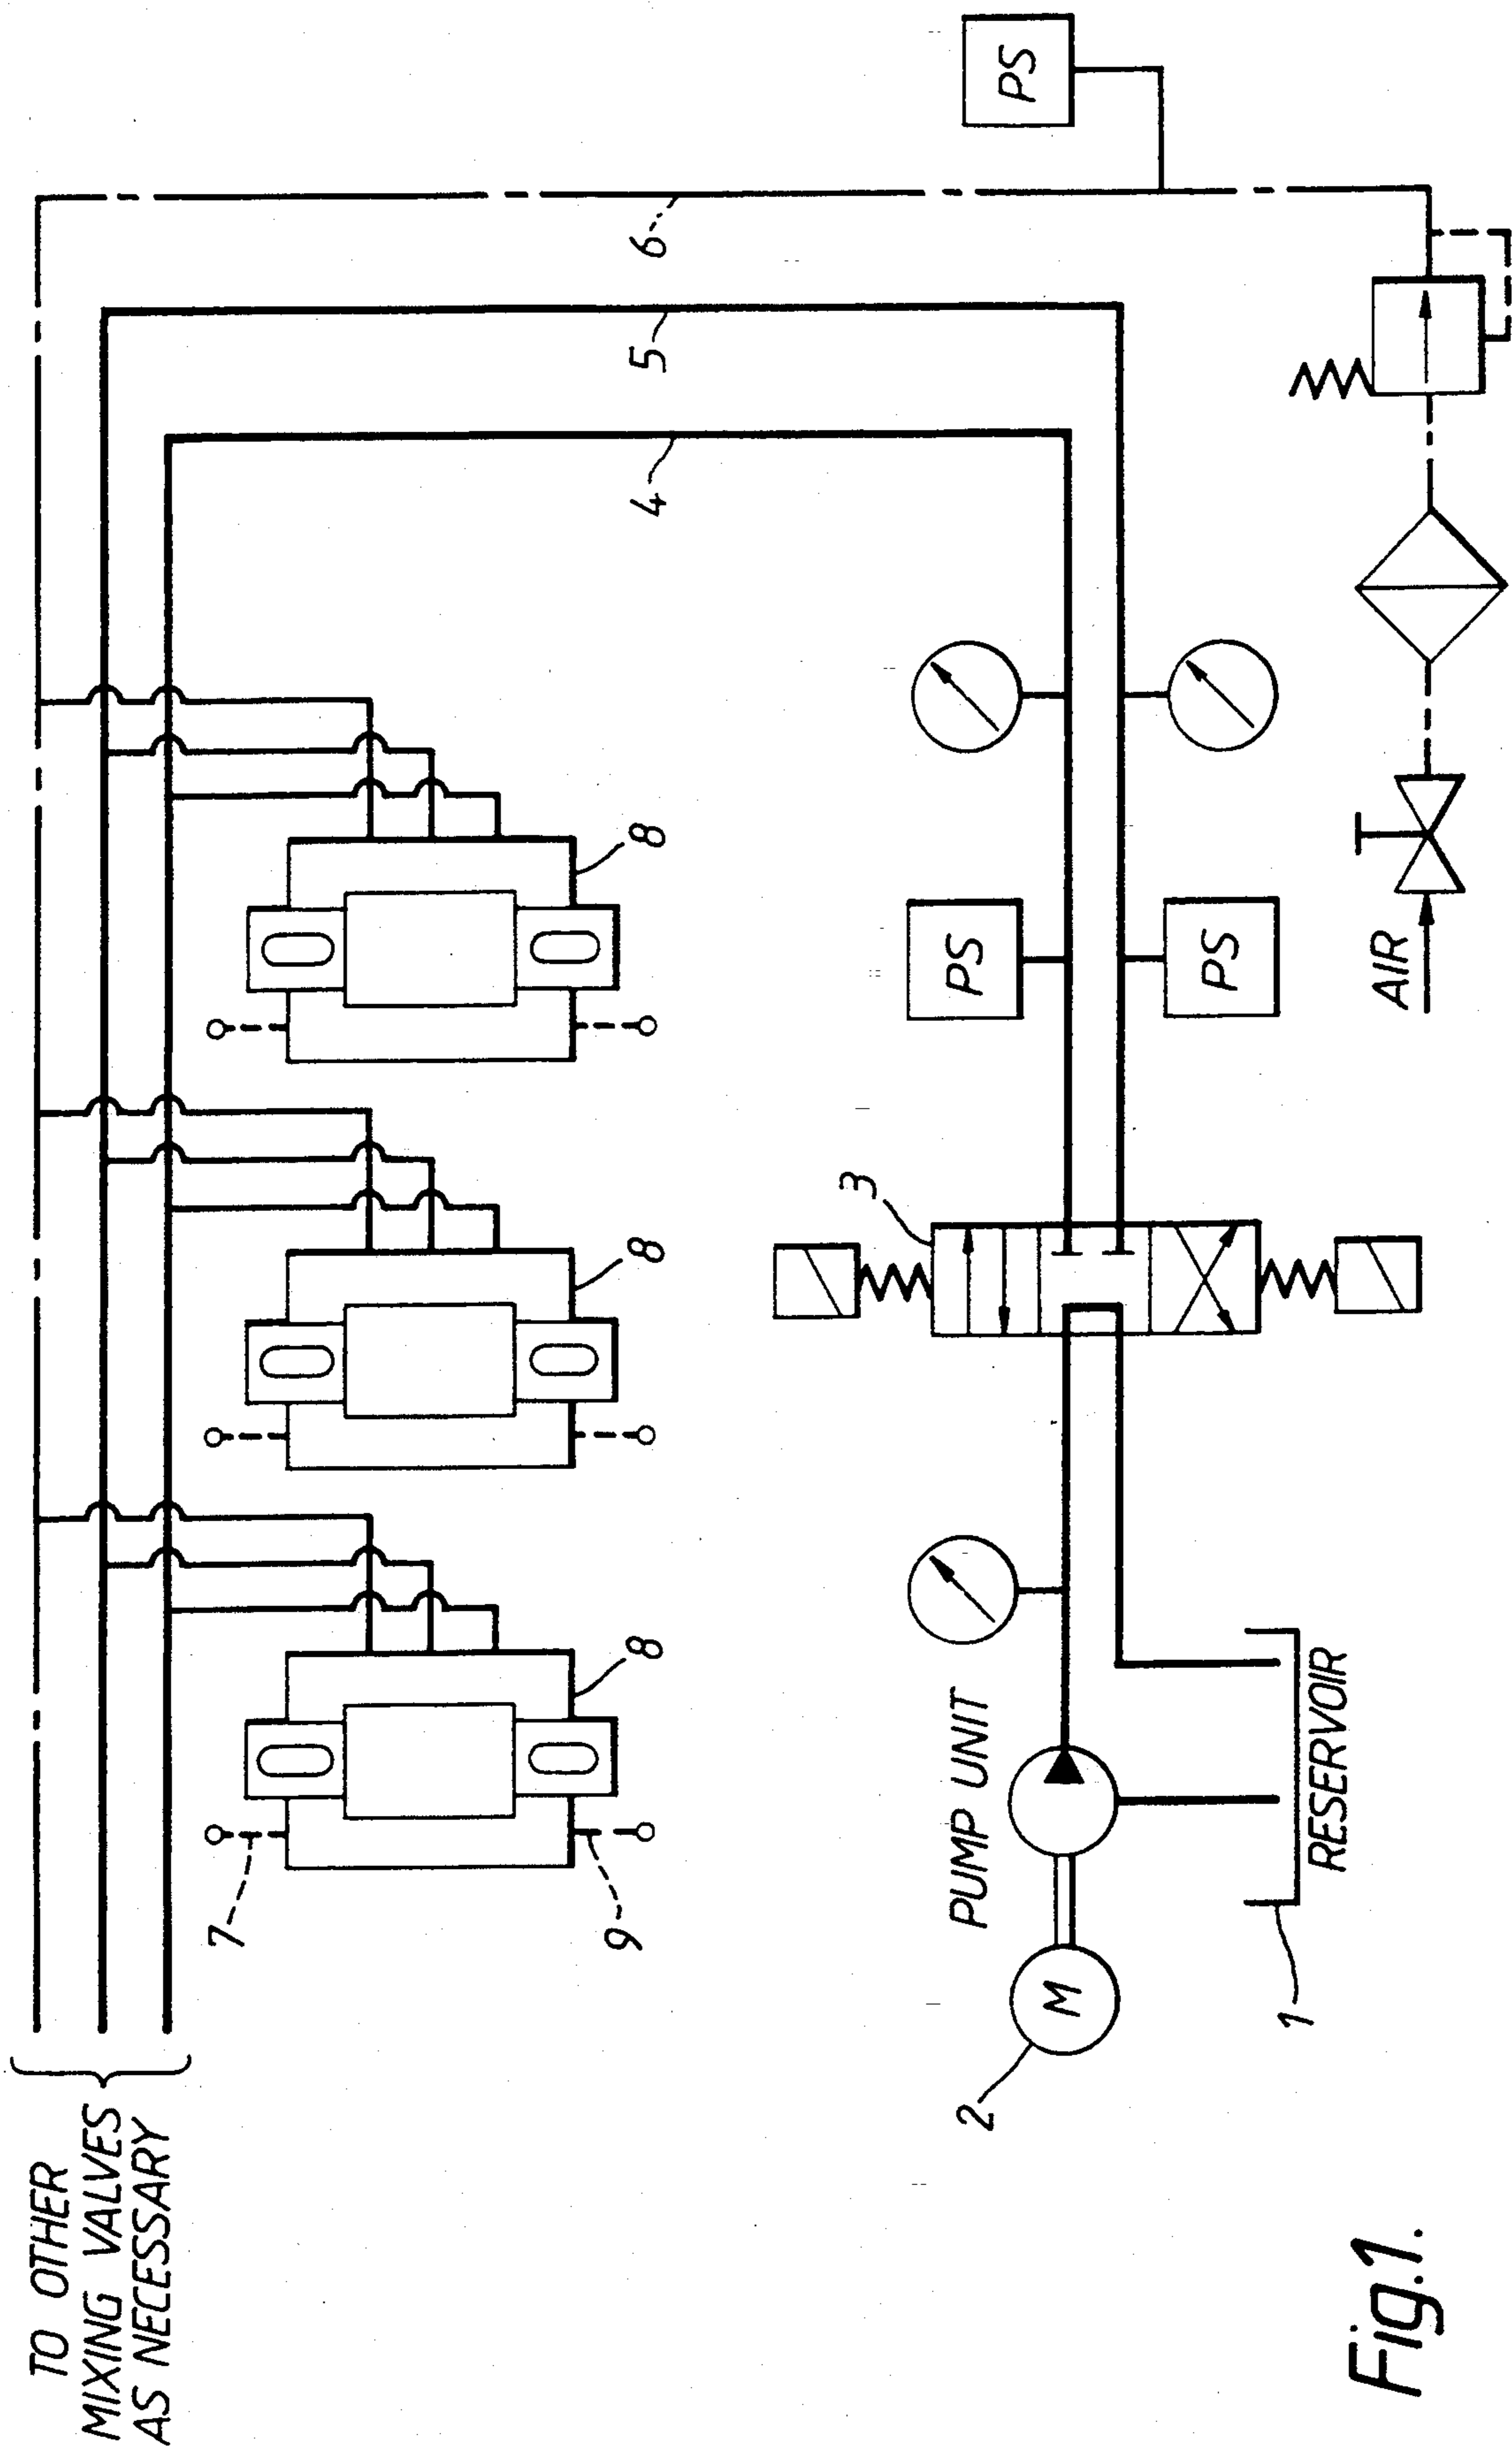 TO OTHER
MIXING VALVES
AS NECESSARY
7
9
8
8
8
4
5
6
PS
2
M
PUMP UNIT
1
RESERVOIR
3
PS
PS
AIR
Fig.1.